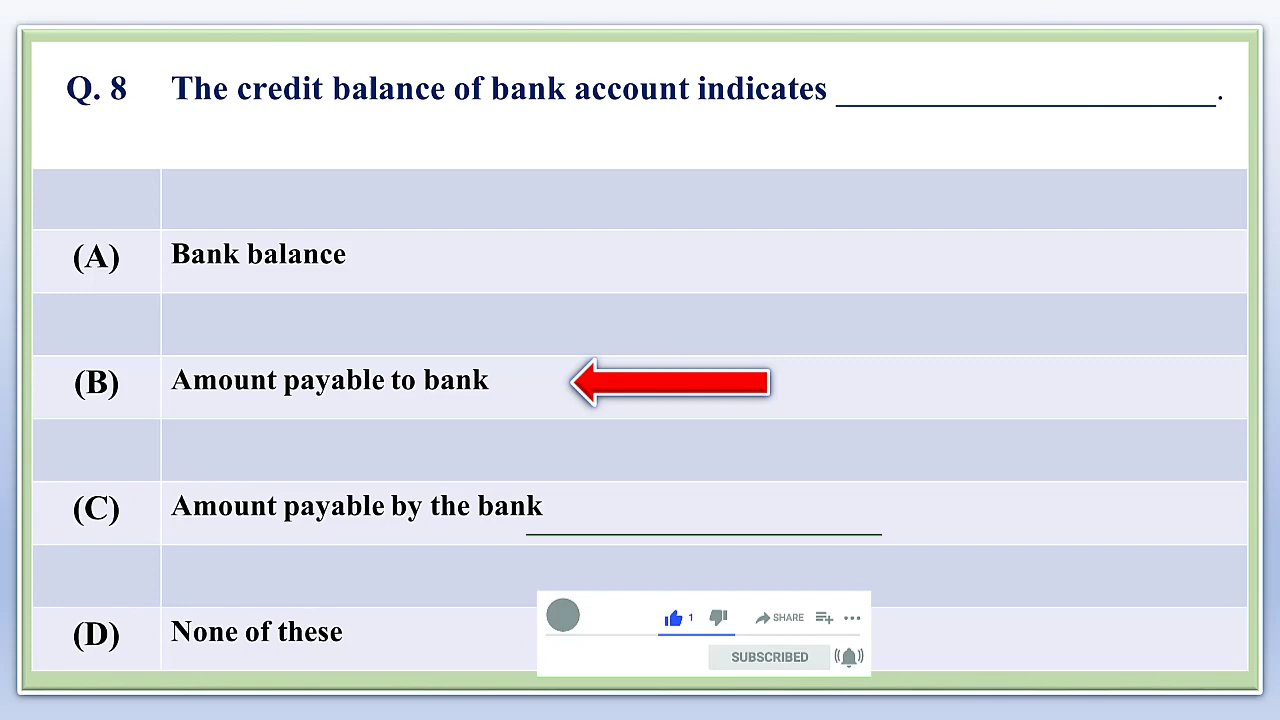 Q. 8 The credit balance of bank account indicates ____________________.
(A) Bank balance
(B) Amount payable to bank
(C) Amount payable by the bank
(D) None of these
1 SHARE
SUBSCRIBED